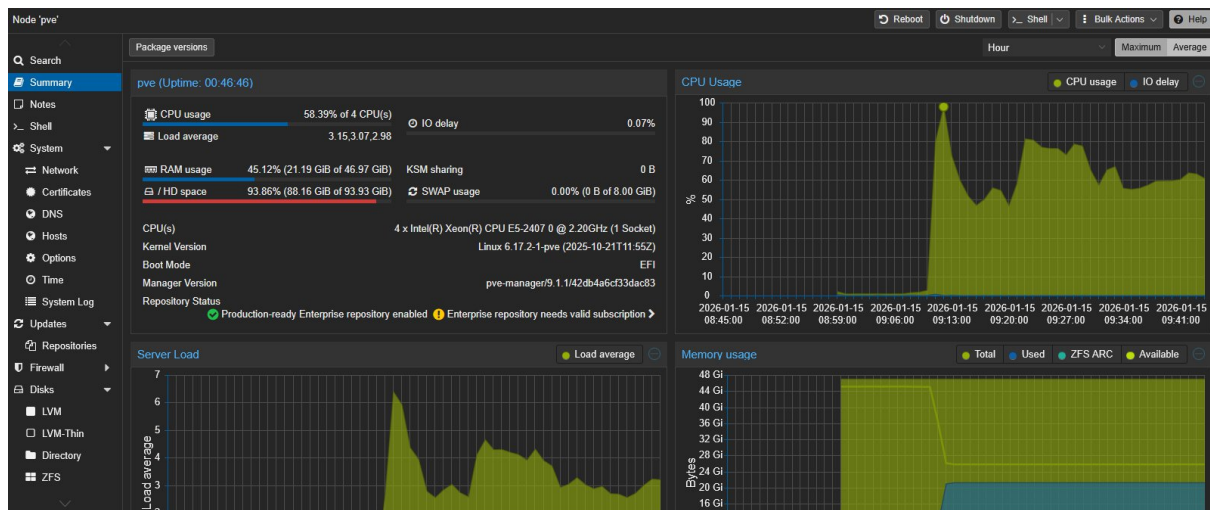 Node 'pve'
Reboot Shutdown >_ Shell Bulk Actions Help
Search
Summary
Notes
>_ Shell
System
Network
Certificates
DNS
Hosts
Options
Time
System Log
Updates
Repositories
Firewall
Disks
LVM
LVM-Thin
Directory
ZFS
Package versions
Hour Maximum Average
pve (Uptime: 00:46:46)
CPU usage 58.39% of 4 CPU(s)
IO delay 0.07%
Load average 3.15,3.07,2.98
RAM usage 45.12% (21.19 GiB of 46.97 GiB)
KSM sharing 0 B
/ HD space 93.86% (88.16 GiB of 93.93 GiB)
SWAP usage 0.00% (0 B of 8.00 GiB)
CPU(s) 4 x Intel(R) Xeon(R) CPU E5-2407 0 @ 2.20GHz (1 Socket)
Kernel Version Linux 6.17.2-1-pve (2025-10-21T11:55Z)
Boot Mode EFI
Manager Version pve-manager/9.1.1/42db4a6cf33dac83
Repository Status
Production-ready Enterprise repository enabled Enterprise repository needs valid subscription
CPU Usage
CPU usage IO delay
100
90
80
70
60
50
40
30
20
10
0
%
2026-01-15 2026-01-15 2026-01-15 2026-01-15 2026-01-15 2026-01-15 2026-01-15 2026-01-15 2026-01-15
08:45:00 08:52:00 08:59:00 09:06:00 09:13:00 09:20:00 09:27:00 09:34:00 09:41:00
Server Load
Load average
7
6
5
4
3
Load average
Memory usage
Total Used ZFS ARC Available
48 Gi
44 Gi
40 Gi
36 Gi
32 Gi
28 Gi
24 Gi
20 Gi
16 Gi
Bytes